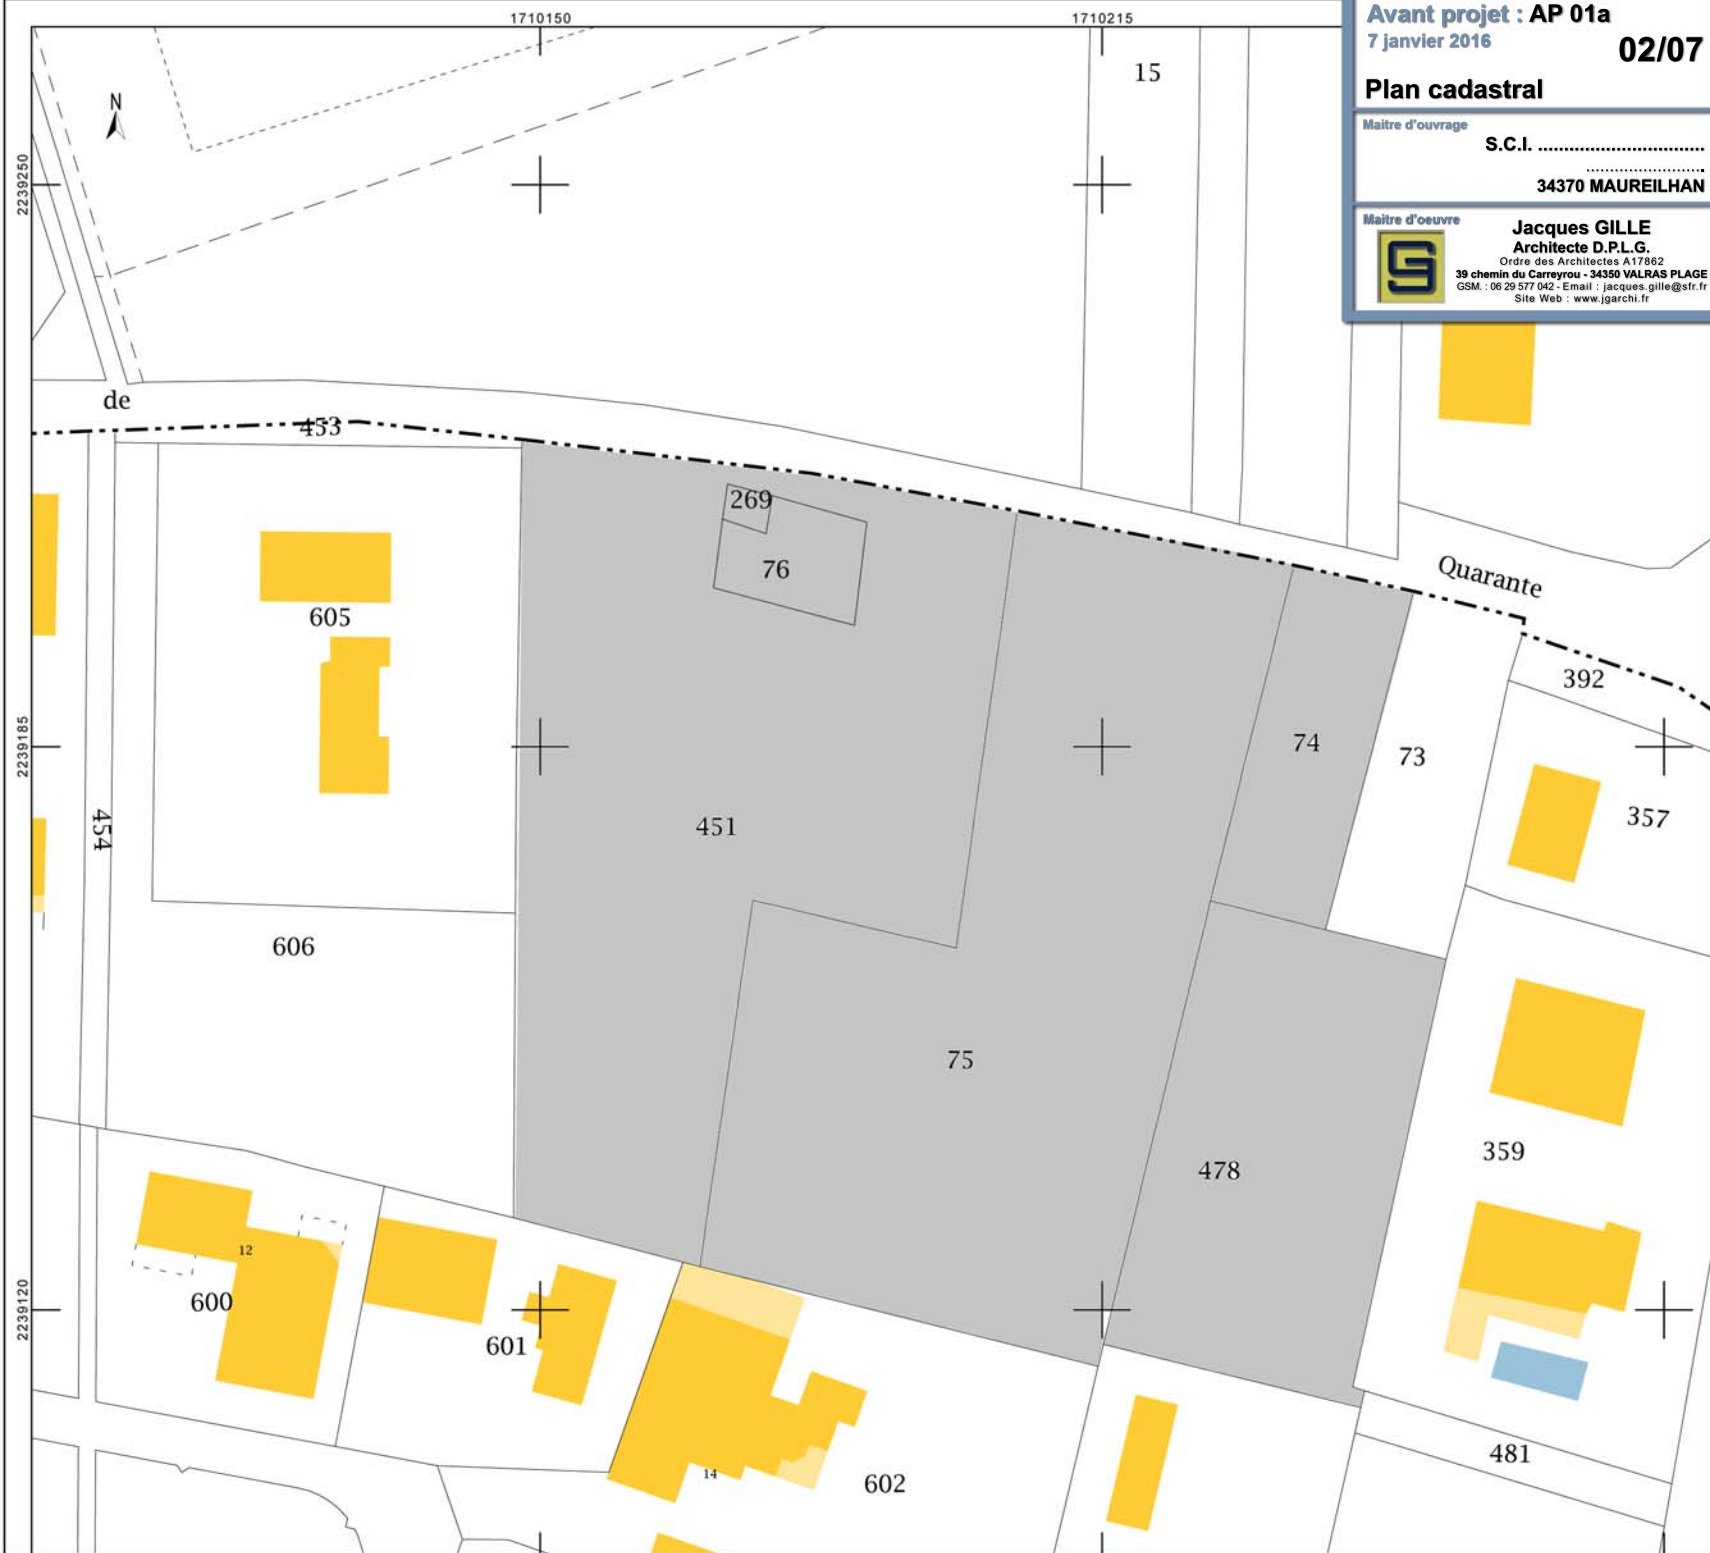 1710150
1710215
Avant projet : AP 01a
7 janvier 2016
02/07
Plan cadastral
Maitre d'ouvrage
S.C.I. ................................
.......................
34370 MAUREILHAN
Maitre d'oeuvre
Jacques GILLE
Architecte D.P.L.G.
Ordre des Architectes A17862
39 chemin du Carreyrou - 34350 VALRAS PLAGE
GSM. : 06 29 577 042 - Email : jacques.gille@sfr.fr
Site Web : www.jgarchi.fr
15
N
2239250
de
453
269
76
Quarante
605
392
2239185
74
73
454
451
357
606
75
359
478
12
600
2239120
601
481
14
602